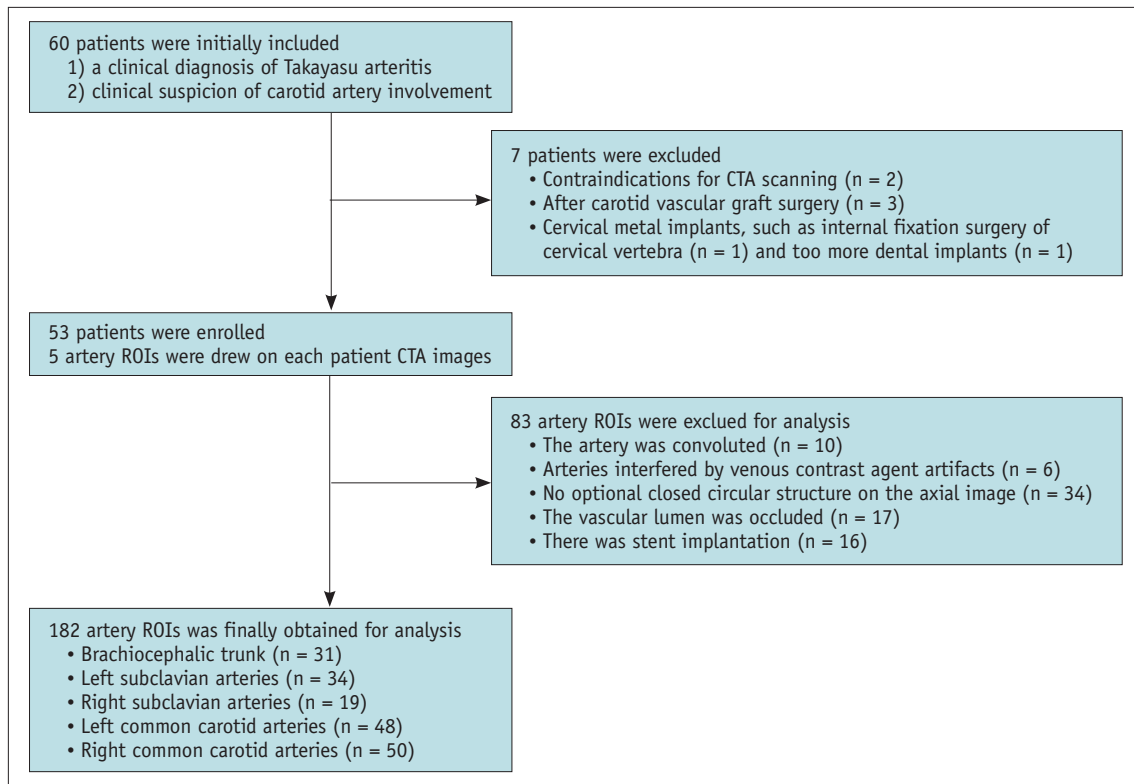 60 patients were initially included
1) a clinical diagnosis of Takayasu arteritis
2) clinical suspicion of carotid artery involvement
7 patients were excluded
• Contraindications for CTA scanning (n = 2)
• After carotid vascular graft surgery (n = 3)
• Cervical metal implants, such as internal fixation surgery of
cervical vertebra (n = 1) and too more dental implants (n = 1)
53 patients were enrolled
5 artery ROIs were drew on each patient CTA images
83 artery ROIs were exclued for analysis
• The artery was convoluted (n = 10)
• Arteries interfered by venous contrast agent artifacts (n = 6)
• No optional closed circular structure on the axial image (n = 34)
• The vascular lumen was occluded (n = 17)
• There was stent implantation (n = 16)
182 artery ROIs was finally obtained for analysis
• Brachiocephalic trunk (n = 31)
• Left subclavian arteries (n = 34)
• Right subclavian arteries (n = 19)
• Left common carotid arteries (n = 48)
• Right common carotid arteries (n = 50)